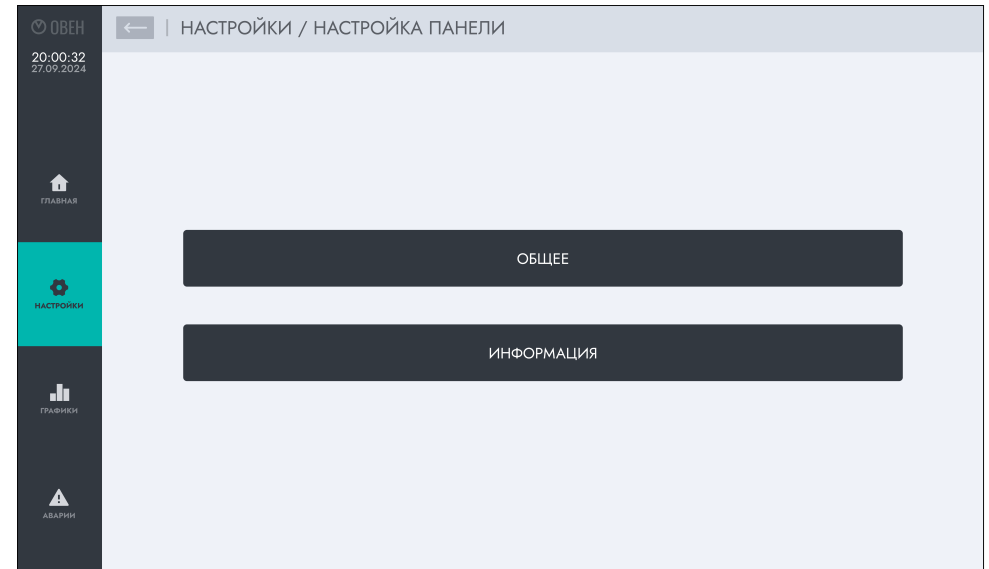 ОВЕН
20:00:32
27.09.2024
ГЛАВНАЯ
НАСТРОЙКИ
ГРАФИКИ
АВАРИИ
← | НАСТРОЙКИ / НАСТРОЙКА ПАНЕЛИ
ОБЩЕЕ
ИНФОРМАЦИЯ